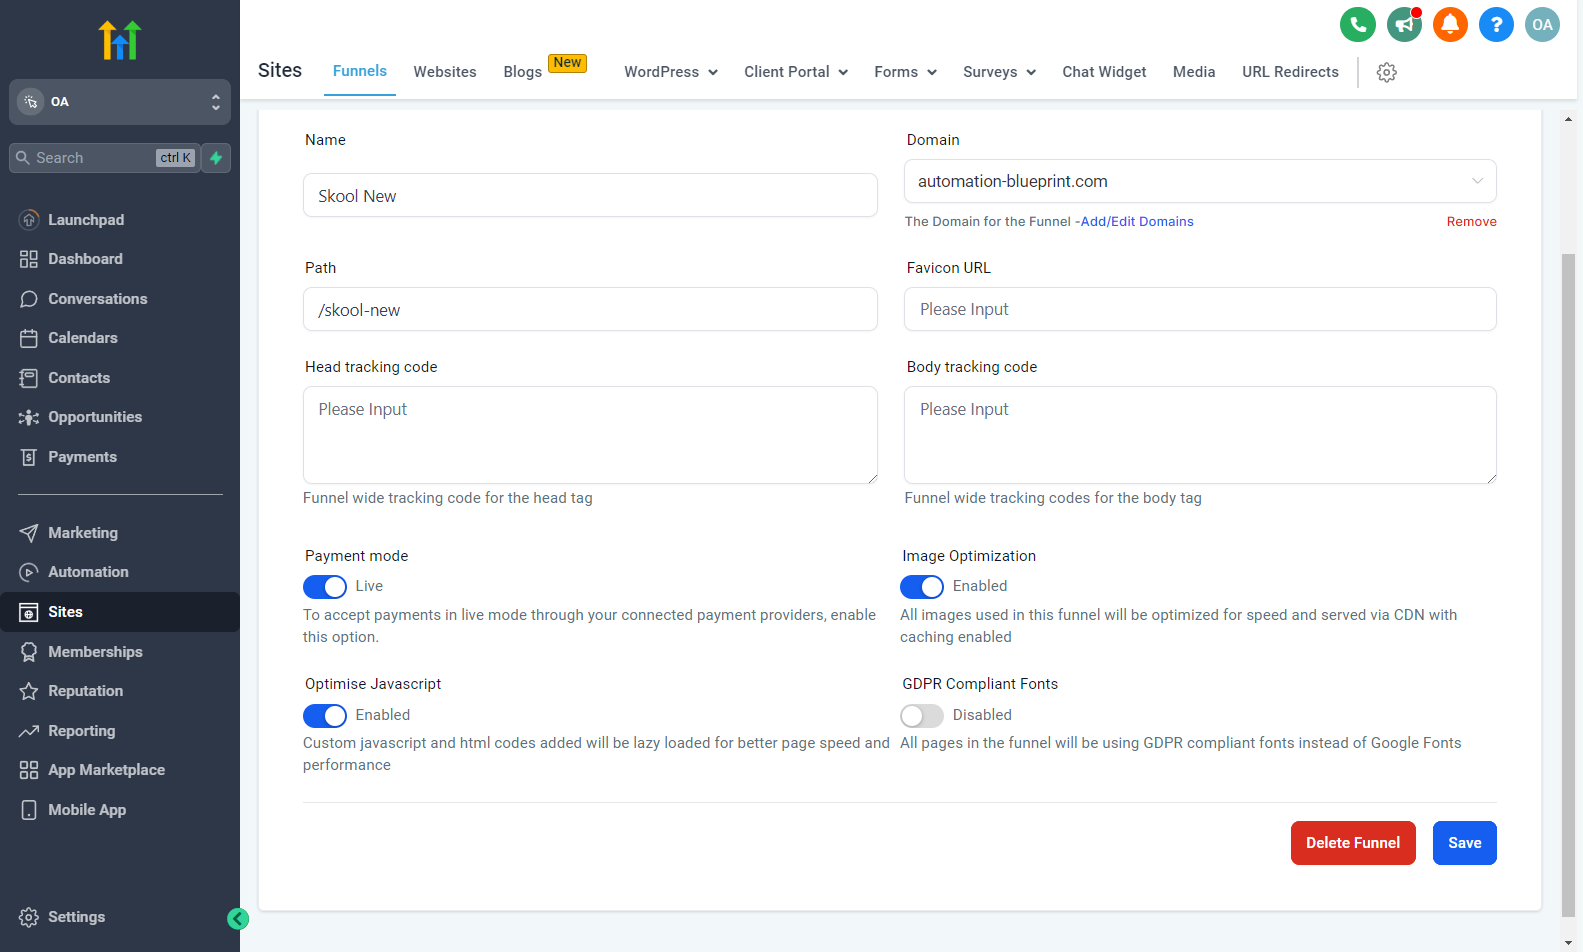 OA
Search
ctrl K
Launchpad
Dashboard
Conversations
Calendars
Contacts
Opportunities
Payments
Marketing
Automation
Sites
Memberships
Reputation
Reporting
App Marketplace
Mobile App
Settings
OA
Sites
Funnels
Websites
Blogs
New
WordPress
Client Portal
Forms
Surveys
Chat Widget
Media
URL Redirects
Name
Skool New
Domain
automation-blueprint.com
The Domain for the Funnel -Add/Edit Domains
Remove
Path
/skool-new
Favicon URL
Please Input
Head tracking code
Please Input
Funnel wide tracking code for the head tag
Body tracking code
Please Input
Funnel wide tracking codes for the body tag
Payment mode
Live
To accept payments in live mode through your connected payment providers, enable
this option.
Image Optimization
Enabled
All images used in this funnel will be optimized for speed and served via CDN with
caching enabled
Optimise Javascript
Enabled
Custom javascript and html codes added will be lazy loaded for better page speed and
performance
GDPR Compliant Fonts
Disabled
All pages in the funnel will be using GDPR compliant fonts instead of Google Fonts
Delete Funnel
Save